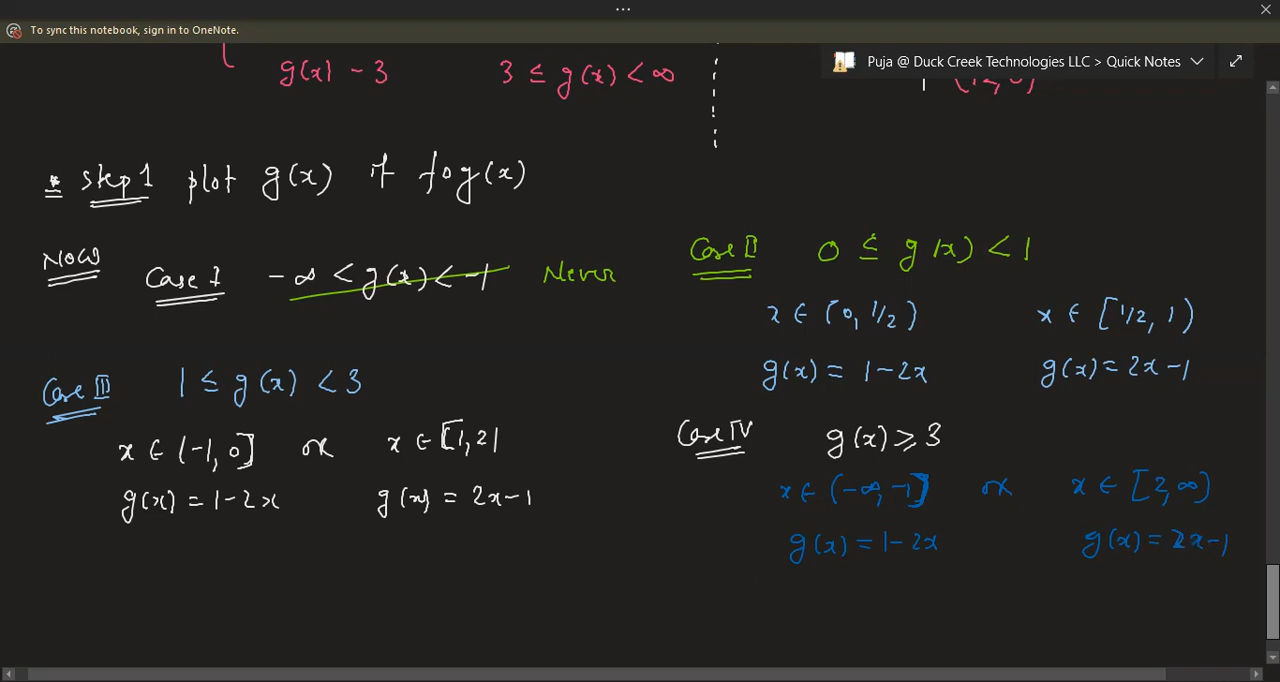 To sync this notebook, sign in to OneNote.
Puja @ Duck Creek Technologies LLC > Quick Notes
g(x) - 3 3 ≤ g(x) < ∞
(12, 0)
* step 1 plot g(x) if fog(x)
NOW Case I -∞ < g(x) < -1 Never
Case II 0 ≤ g(x) < 1
x ∈ (0, 1/2) x ∈ [1/2, 1)
g(x) = 1-2x g(x) = 2x-1
Case III 1 ≤ g(x) < 3
x ∈ (-1, 0] or x ∈ [1, 2)
g(x) = 1-2x g(x) = 2x-1
Case IV g(x) ≥ 3
x ∈ (-∞, -1] or x ∈ [2, ∞)
g(x) = 1-2x g(x) = 2x-1